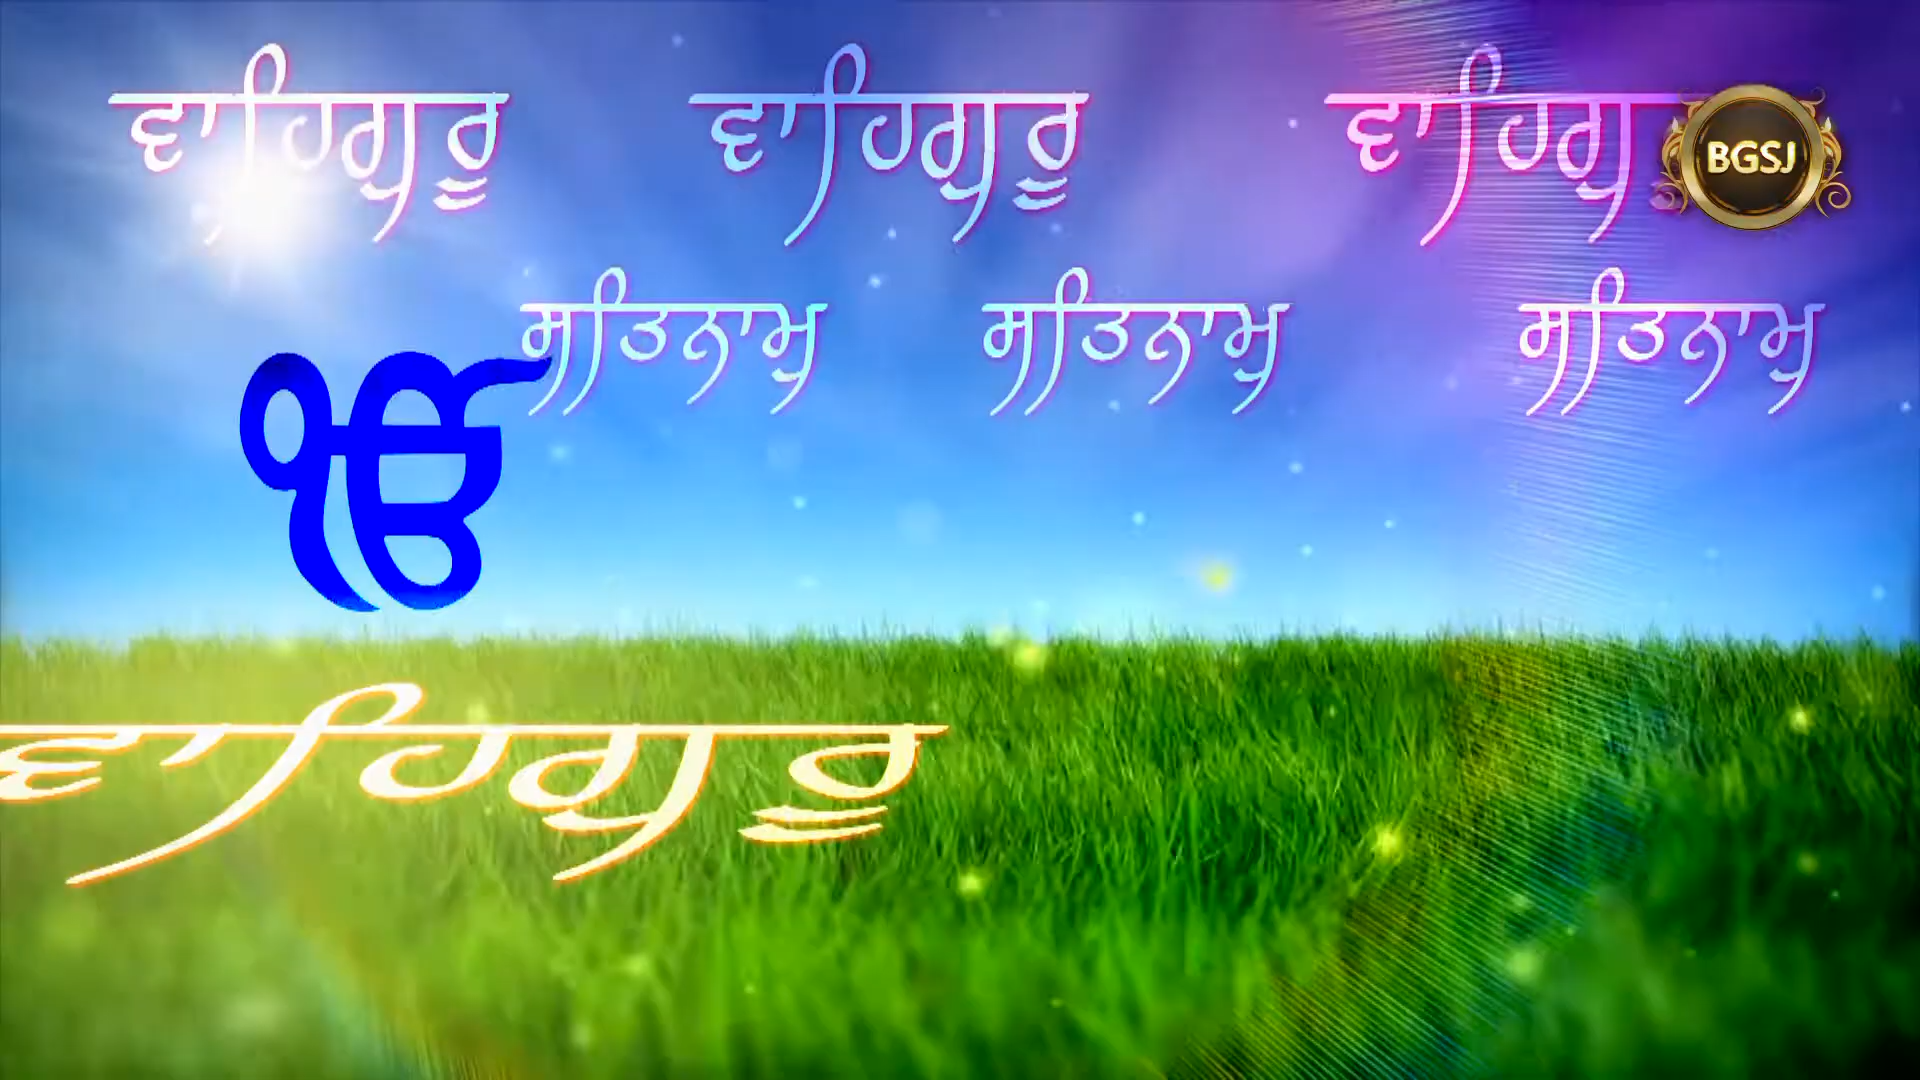 ਵਾਹਿਗੁਰੂ ਵਾਹਿਗੁਰੂ ਵਾਹਿਗੁ
BGSJ
ਸਤਿਨਾਮੁ ਸਤਿਨਾਮੁ ਸਤਿਨਾਮੁ
ੴ
ਵਾਹਿਗੁਰੂ